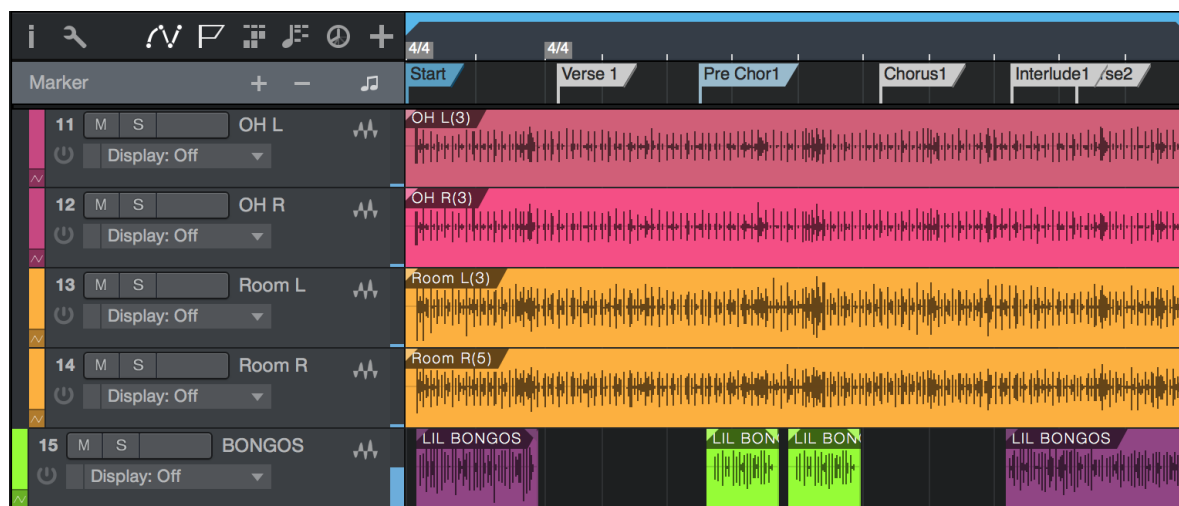 i
4/4 4/4
Marker + − Start Verse 1 Pre Chor1 Chorus1 Interlude1 rse2
11 M S OH L OH L(3)
Display: Off
12 M S OH R OH R(3)
Display: Off
13 M S Room L Room L(3)
Display: Off
14 M S Room R Room R(5)
Display: Off
15 M S BONGOS LIL BONGOS LIL BON LIL BON LIL BONGOS
Display: Off